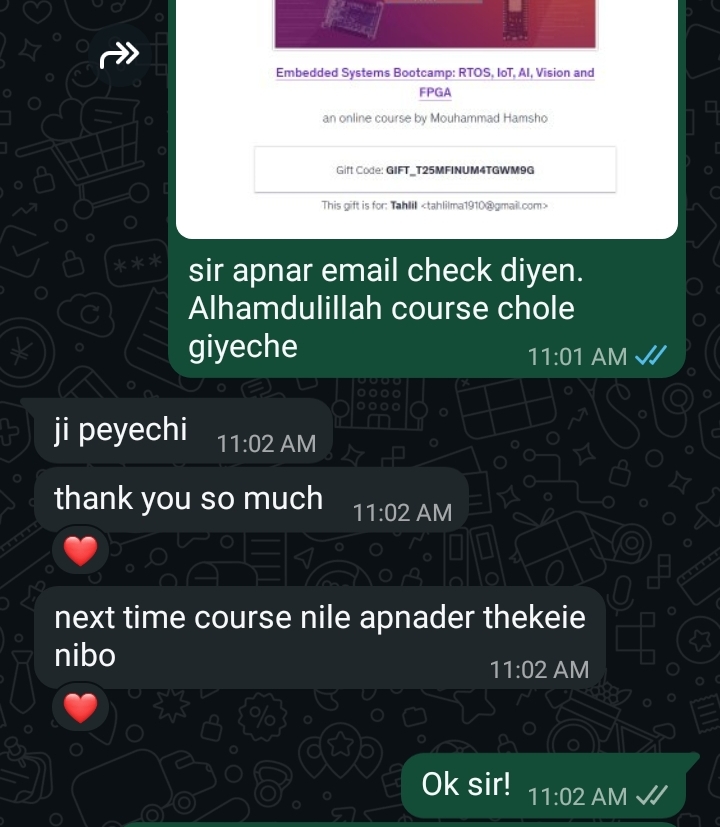 Embedded Systems Bootcamp: RTOS, IoT, AI, Vision and
FPGA
an online course by Mouhammad Hamsho
Gift Code: GIFT_T25MFINUM4TGWM9G
This gift is for: Tahlil <tahlilma1910@gmail.com>
sir apnar email check diyen.
Alhamdulillah course chole
giyeche
11:01 AM
ji peyechi
11:02 AM
thank you so much
11:02 AM
next time course nile apnader thekeie
nibo
11:02 AM
Ok sir!
11:02 AM